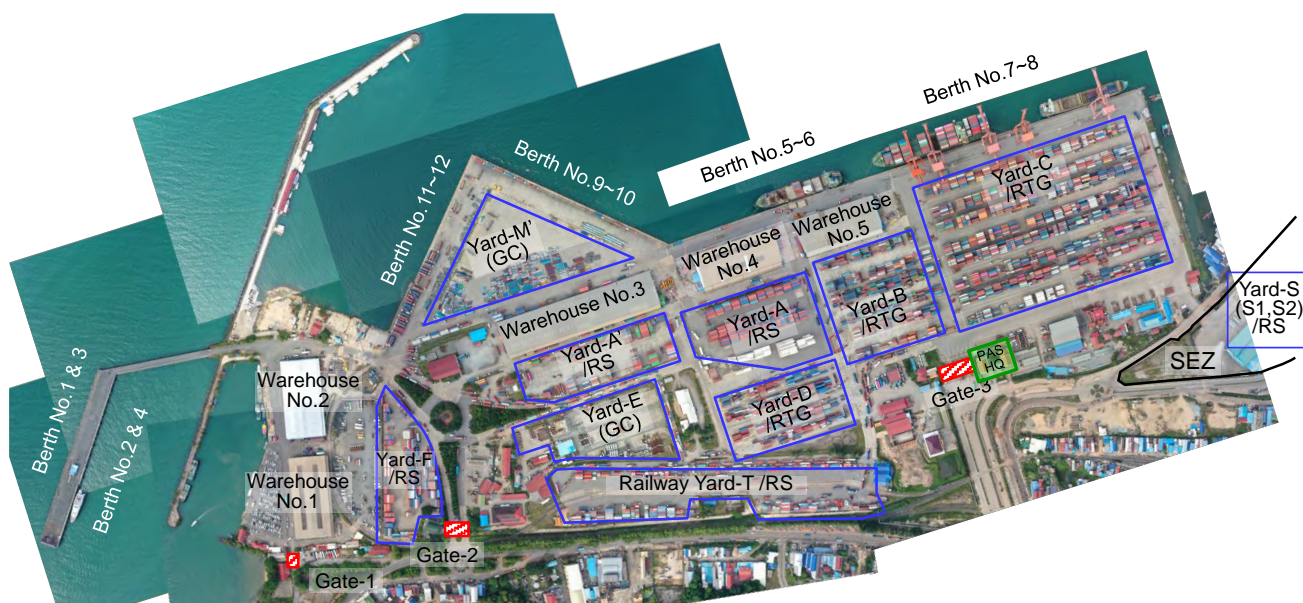 Berth No.7~8
Berth No.5~6
Berth No.9~10
Berth No.11~12
Yard-C
/RTG
Yard-M'
(GC)
Warehouse
No.5
Warehouse
No.4
Warehouse No.3
Yard-A
/RS
Yard-B
/RTG
Yard-S
(S1,S2)
/RS
SEZ
PAS
HQ
Gate-3
Yard-A'
/RS
Berth No.1 & 3
Berth No.2 & 4
Warehouse
No.2
Yard-E
(GC)
Yard-D
/RTG
Yard-F
/RS
Warehouse
No.1
Railway Yard-T /RS
Gate-2
Gate-1